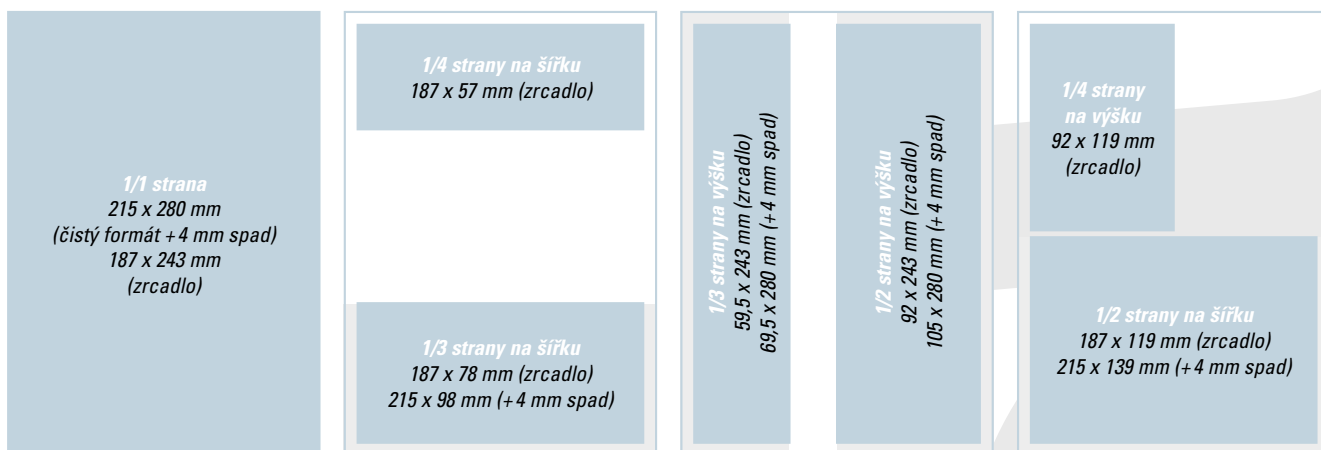 1/1 strana
215 x 280 mm
(čistý formát +4 mm spad)
187 x 243 mm
(zrcadlo)
1/4 strany na šířku
187 x 57 mm (zrcadlo)
1/3 strany na šířku
187 x 78 mm (zrcadlo)
215 x 98 mm (+4 mm spad)
1/3 strany na výšku
59,5 x 243 mm (zrcadlo)
69,5 x 280 mm (+4 mm spad)
1/2 strany na výšku
92 x 243 mm (zrcadlo)
105 x 280 mm (+4 mm spad)
1/4 strany
na výšku
92 x 119 mm
(zrcadlo)
1/2 strany na šířku
187 x 119 mm (zrcadlo)
215 x 139 mm (+4 mm spad)